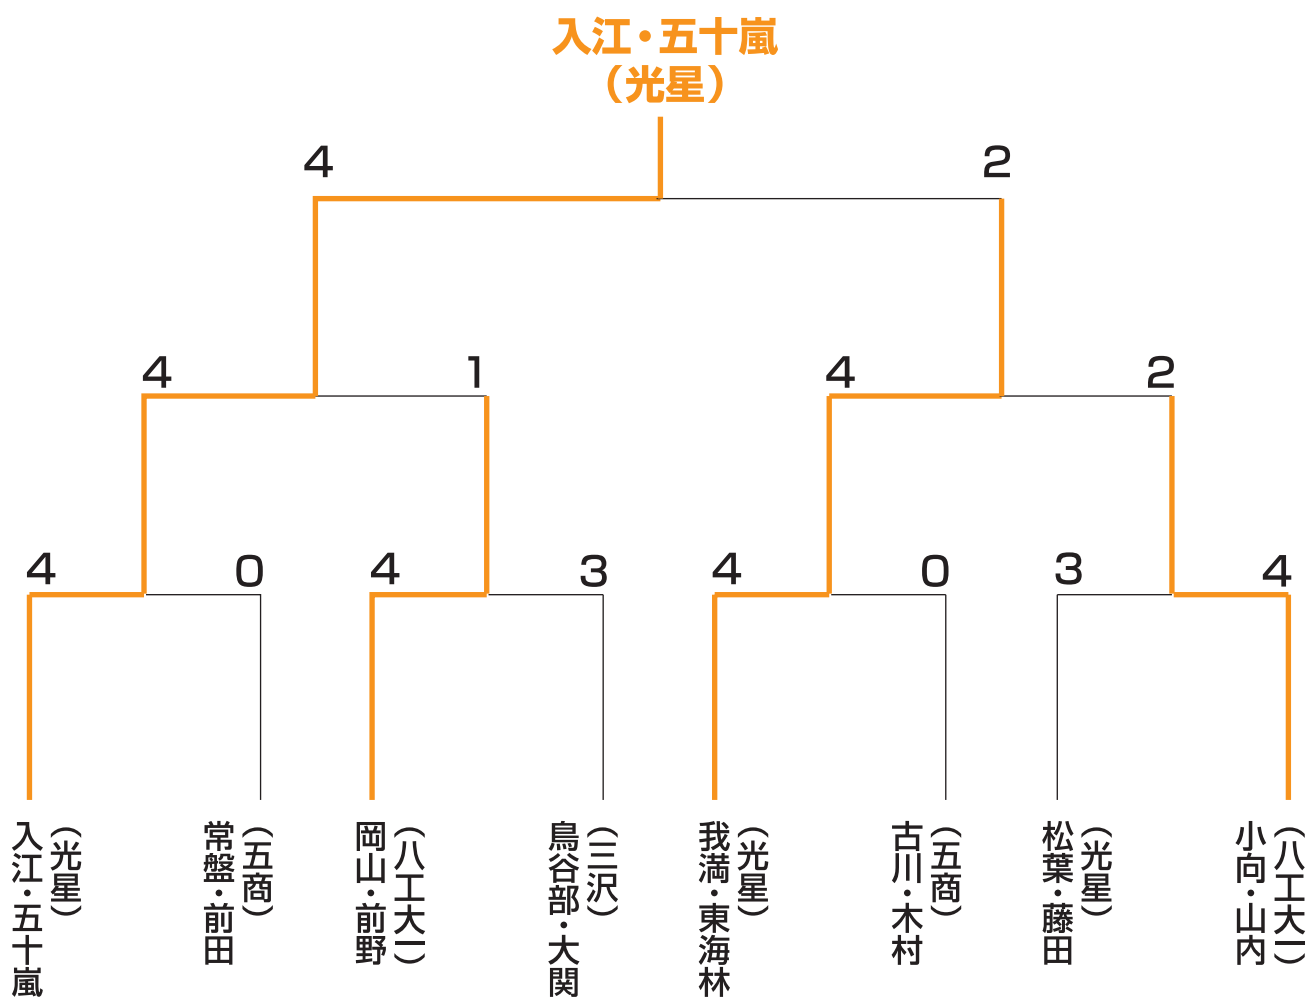 入江・五十嵐
（光星）
4
2
4
1
4
2
4
0
4
3
4
0
3
4
入江・五十嵐
（光星）
常盤・前田
（五商）
岡山・前野
（八工大一）
鳥谷部・大関
（三沢）
我満・東海林
（光星）
古川・木村
（五商）
松葉・藤田
（光星）
小向・山内
（八工大一）